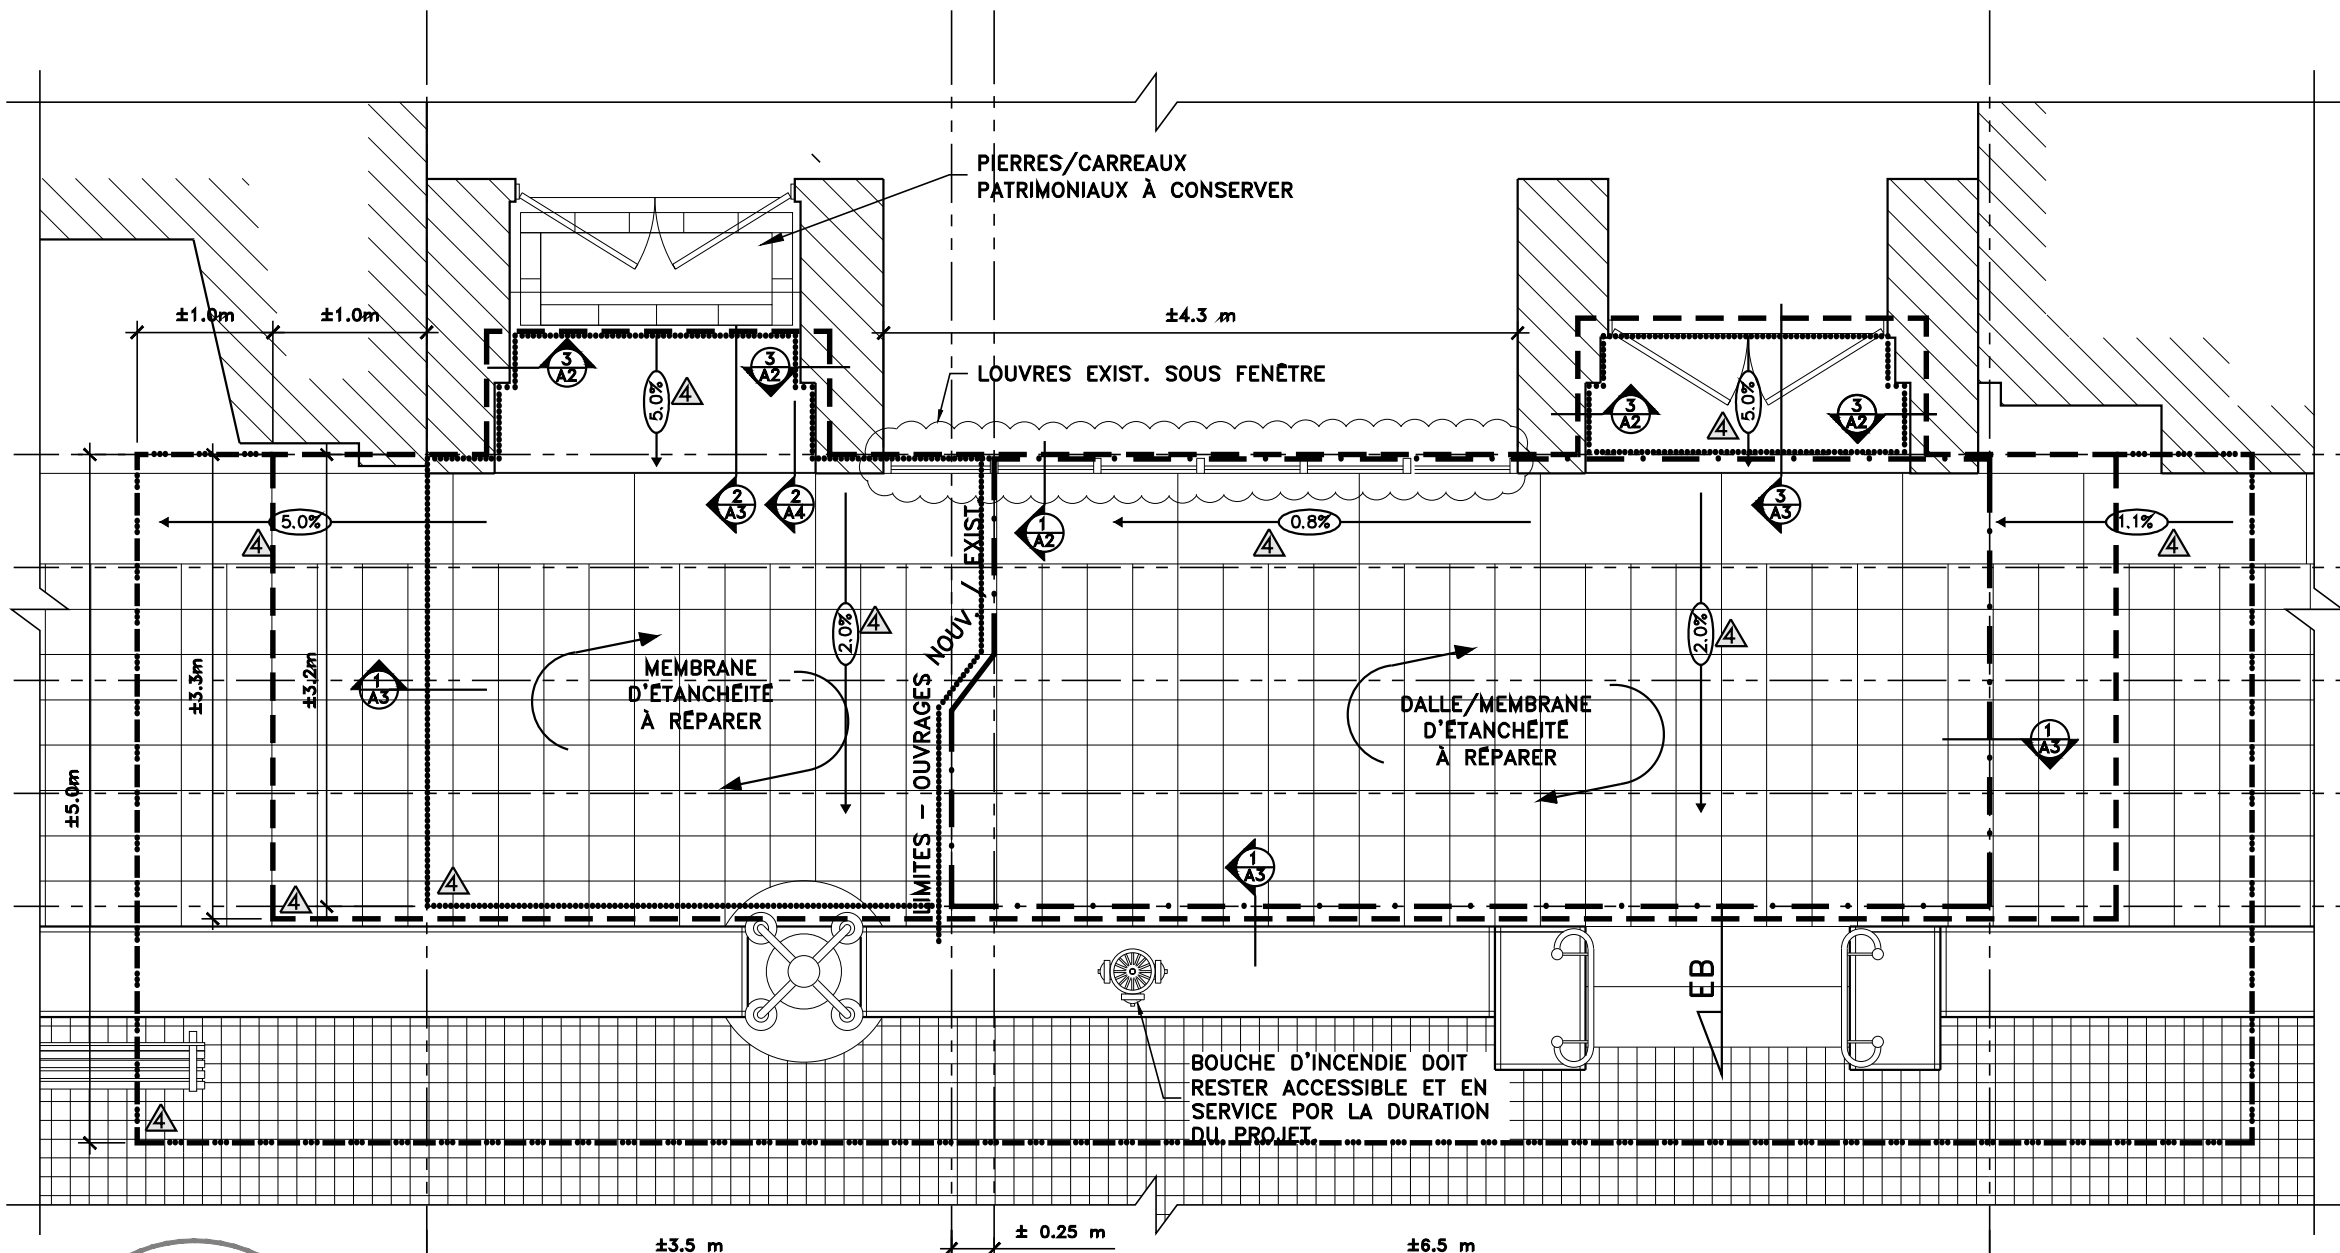 PIERRES/CARREAUX
PATRIMONIAUX À CONSERVER
±1.0m
±1.0m
±4.3 m
LOUVRES EXIST. SOUS FENÊTRE
3
A2
3
A2
5.0%
4
3
A2
3
A2
5.0%
4
2
A3
2
A4
1
A2
3
A3
5.0%
4
0.8%
4
1.1%
4
2.0%
4
2.0%
4
LIMITES - OUVRAGES NOUV. / EXIST.
±3.3m
±3.2m
±5.0m
1
A3
MEMBRANE
D'ÉTANCHÉITÉ
À RÉPARER
DALLE/MEMBRANE
D'ÉTANCHÉITÉ
À RÉPARER
1
A3
1
A3
4
4
EB
BOUCHE D'INCENDIE DOIT
RESTER ACCESSIBLE ET EN
SERVICE POR LA DURATION
DU PROJET
4
±3.5 m
± 0.25 m
±6.5 m